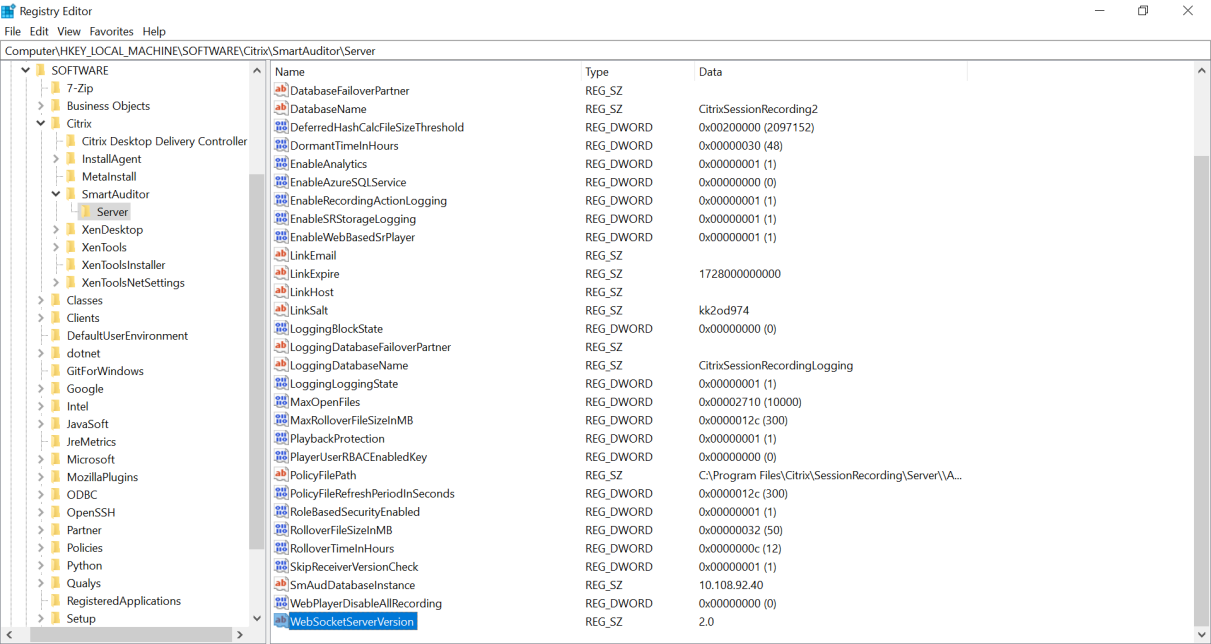 Registry Editor
File Edit View Favorites Help
Computer\HKEY_LOCAL_MACHINE\SOFTWARE\Citrix\SmartAuditor\Server
SOFTWARE
7-Zip
Business Objects
Citrix
Citrix Desktop Delivery Controller
InstallAgent
MetaInstall
SmartAuditor
Server
XenDesktop
XenTools
XenToolsInstaller
XenToolsNetSettings
Classes
Clients
DefaultUserEnvironment
dotnet
GitForWindows
Google
Intel
JavaSoft
JreMetrics
Microsoft
MozillaPlugins
ODBC
OpenSSH
Partner
Policies
Python
Qualys
RegisteredApplications
Setup
Name Type Data
DatabaseFailoverPartner REG_SZ
DatabaseName REG_SZ CitrixSessionRecording2
DeferredHashCalcFileSizeThreshold REG_DWORD 0x00200000 (2097152)
DormantTimeInHours REG_DWORD 0x00000030 (48)
EnableAnalytics REG_DWORD 0x00000001 (1)
EnableAzureSQLService REG_DWORD 0x00000000 (0)
EnableRecordingActionLogging REG_DWORD 0x00000001 (1)
EnableSRStorageLogging REG_DWORD 0x00000001 (1)
EnableWebBasedSrPlayer REG_DWORD 0x00000001 (1)
LinkEmail REG_SZ
LinkExpire REG_SZ 1728000000000
LinkHost REG_SZ
LinkSalt REG_SZ kk2od974
LoggingBlockState REG_DWORD 0x00000000 (0)
LoggingDatabaseFailoverPartner REG_SZ
LoggingDatabaseName REG_SZ CitrixSessionRecordingLogging
LoggingLoggingState REG_DWORD 0x00000001 (1)
MaxOpenFiles REG_DWORD 0x00002710 (10000)
MaxRolloverFileSizeInMB REG_DWORD 0x0000012c (300)
PlaybackProtection REG_DWORD 0x00000001 (1)
PlayerUserRBACEnabledKey REG_DWORD 0x00000000 (0)
PolicyFilePath REG_SZ C:\Program Files\Citrix\SessionRecording\Server\\A...
PolicyFileRefreshPeriodInSeconds REG_DWORD 0x0000012c (300)
RoleBasedSecurityEnabled REG_DWORD 0x00000001 (1)
RolloverFileSizeInMB REG_DWORD 0x00000032 (50)
RolloverTimeInHours REG_DWORD 0x0000000c (12)
SkipReceiverVersionCheck REG_DWORD 0x00000001 (1)
SmAudDatabaseInstance REG_SZ 10.108.92.40
WebPlayerDisableAllRecording REG_DWORD 0x00000000 (0)
WebSocketServerVersion REG_SZ 2.0